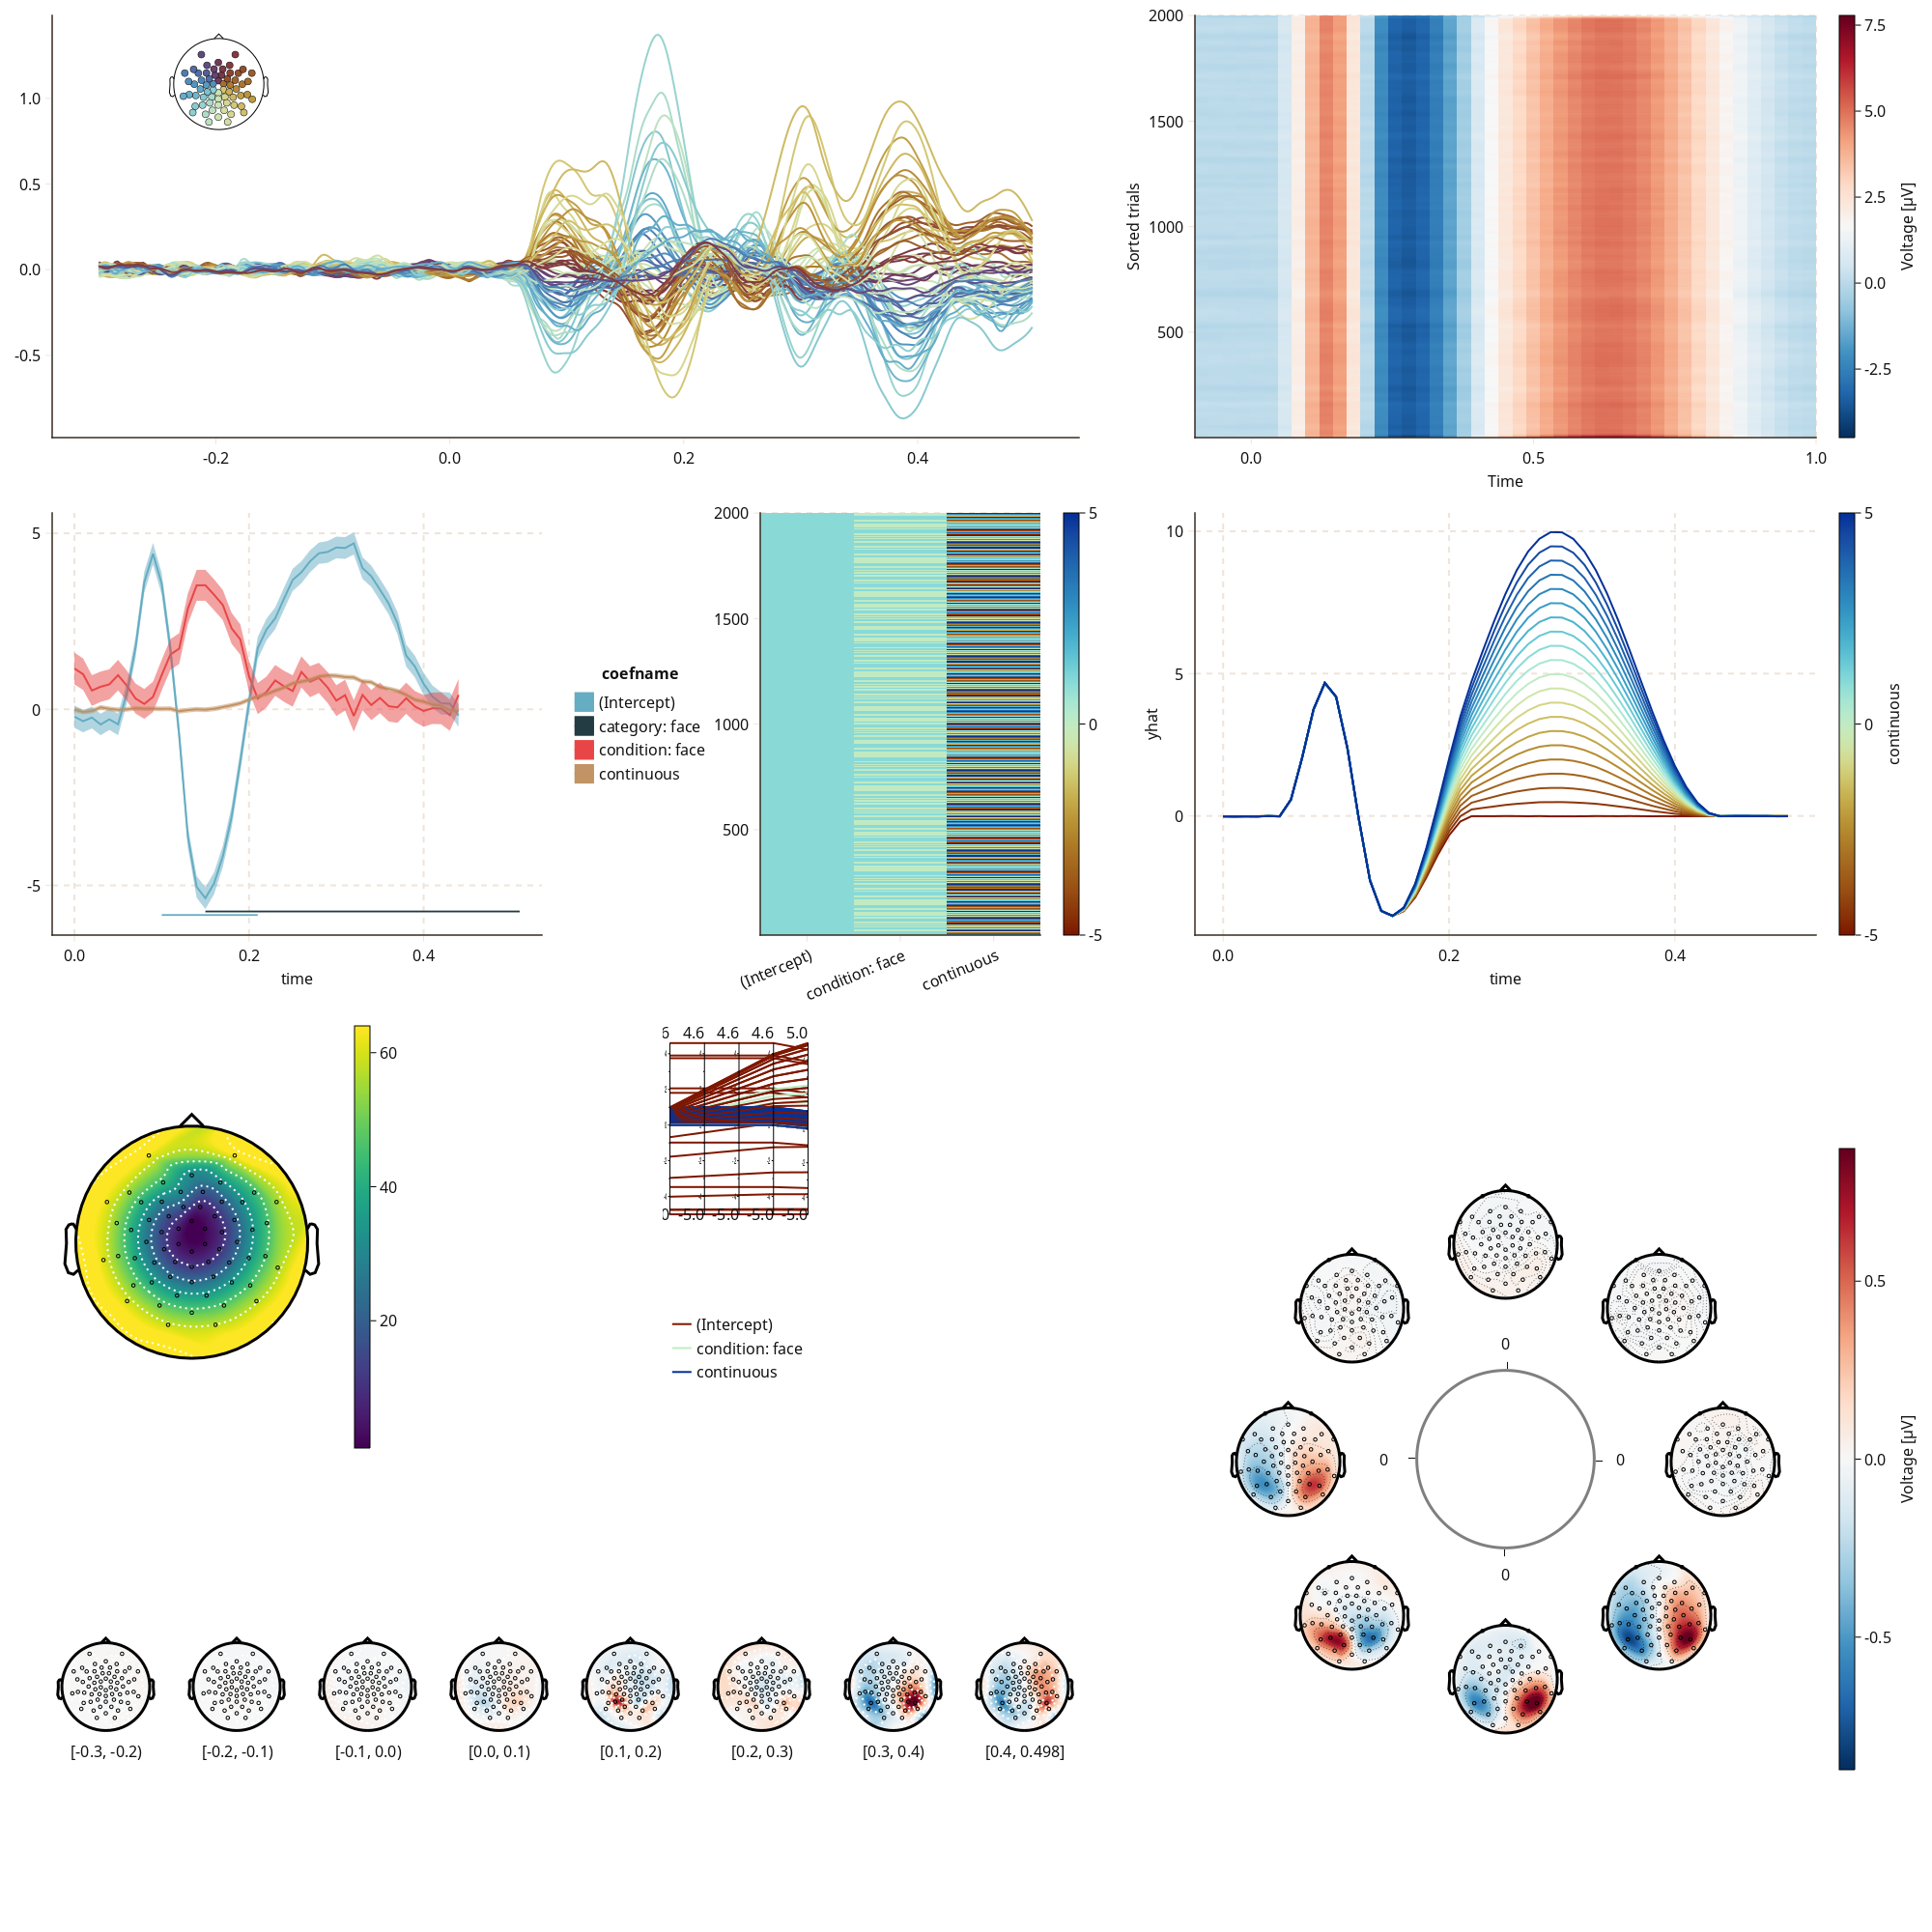 1.0
0.5
0.0
-0.5
-0.2
0.0
0.2
0.4
2000
1500
1000
500
Sorted trials
0.0
0.5
1.0
Time
7.5
5.0
2.5
0.0
-2.5
Voltage [µV]
5
0
-5
0.0
0.2
0.4
time
coefname
(Intercept)
category: face
condition: face
continuous
2000
1500
1000
500
(Intercept)
condition: face
continuous
5
0
-5
10
5
0
yhat
0.0
0.2
0.4
time
5
0
-5
continuous
60
40
20
6 4.6 4.6 4.6 5.0
0 -5.0 -5.0 -5.0
(Intercept)
condition: face
continuous
0
0
0
0
0.5
0.0
-0.5
Voltage [µV]
[-0.3, -0.2)
[-0.2, -0.1)
[-0.1, 0.0)
[0.0, 0.1)
[0.1, 0.2)
[0.2, 0.3)
[0.3, 0.4)
[0.4, 0.498]